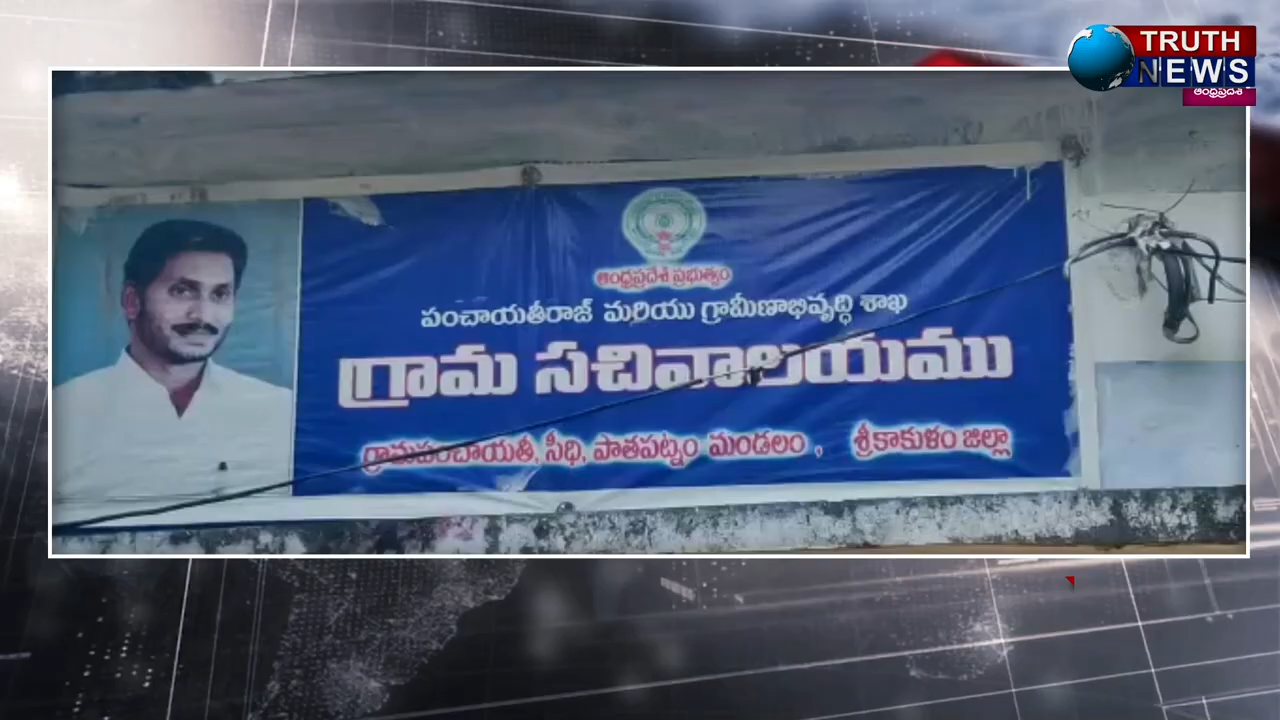 TRUTH
NEWS
ఆంధ్రప్రదేశ్
ఆంధ్రప్రదేశ్ ప్రభుత్వం
పంచాయతీరాజ్ మరియు గ్రామీణాభివృద్ధి శాఖ
గ్రామ సచివాలయము
గ్రామపంచాయతీ, సీధి, పాతపట్నం మండలం , శ్రీకాకుళం జిల్లా